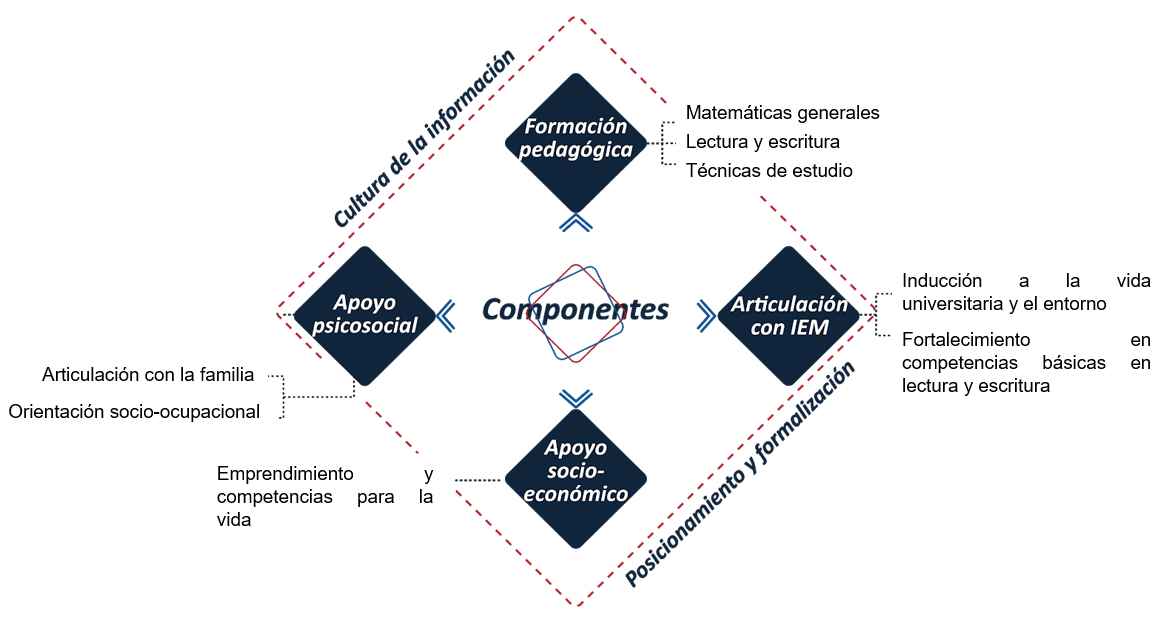 Cultura de la información
Formación
pedagógica
Matemáticas generales
Lectura y escritura
Técnicas de estudio
Apoyo
psicosocial
Articulación con la familia
Orientación socio-ocupacional
Componentes
Articulación
con IEM
Inducción a la vida
universitaria y el entorno
Fortalecimiento en
competencias básicas en
lectura y escritura
Apoyo
socio-
económico
Emprendimiento y
competencias para la
vida
Posicionamiento y formalización